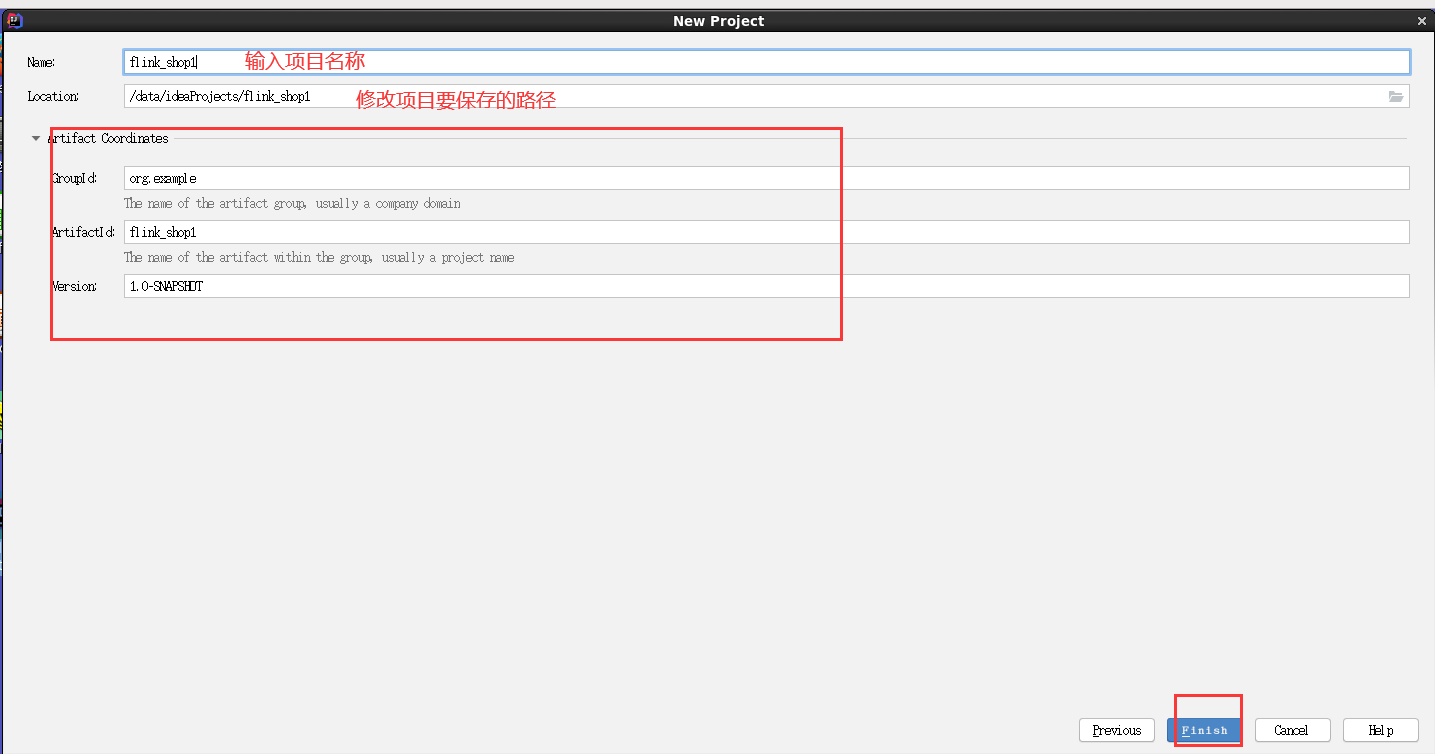 New Project
Name: flink_shop1 输入项目名称
Location: /data/ideaProjects/flink_shop1 修改项目要保存的路径
Artifact Coordinates
GroupId: org.example
The name of the artifact group, usually a company domain
ArtifactId: flink_shop1
The name of the artifact within the group, usually a project name
Version: 1.0-SNAPSHOT
Previous Finish Cancel Help